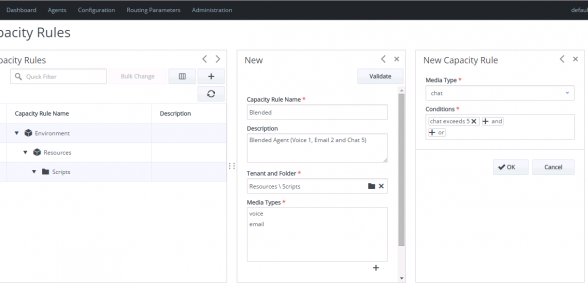 Dashboard Agents Configuration Routing Parameters Administration defau
pacity Rules
pacity Rules
Quick Filter
Bulk Change
Capacity Rule Name Description
Environment
Resources
Scripts
New
Validate
Capacity Rule Name *
Blended
Description
Blended Agent (Voice 1, Email 2 and Chat 5)
Tenant and Folder *
Resources \ Scripts
Media Types *
voice
email
New Capacity Rule
Media Type *
chat
Conditions *
chat exceeds 5 and
or
OK
Cancel